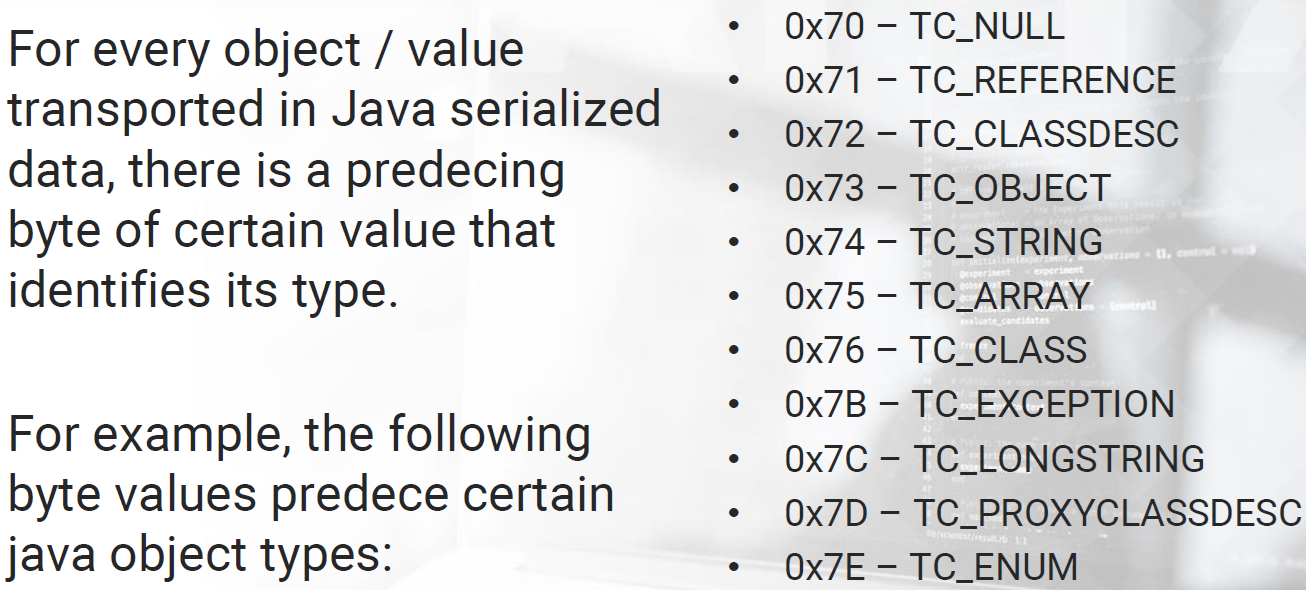 For every object / value
transported in Java serialized
data, there is a predecing
byte of certain value that
identifies its type.
For example, the following
byte values predece certain
java object types:
• 0x70 – TC_NULL
• 0x71 – TC_REFERENCE
• 0x72 – TC_CLASSDESC
• 0x73 – TC_OBJECT
• 0x74 – TC_STRING
• 0x75 – TC_ARRAY
• 0x76 – TC_CLASS
• 0x7B – TC_EXCEPTION
• 0x7C – TC_LONGSTRING
• 0x7D – TC_PROXYCLASSDESC
• 0x7E – TC_ENUM